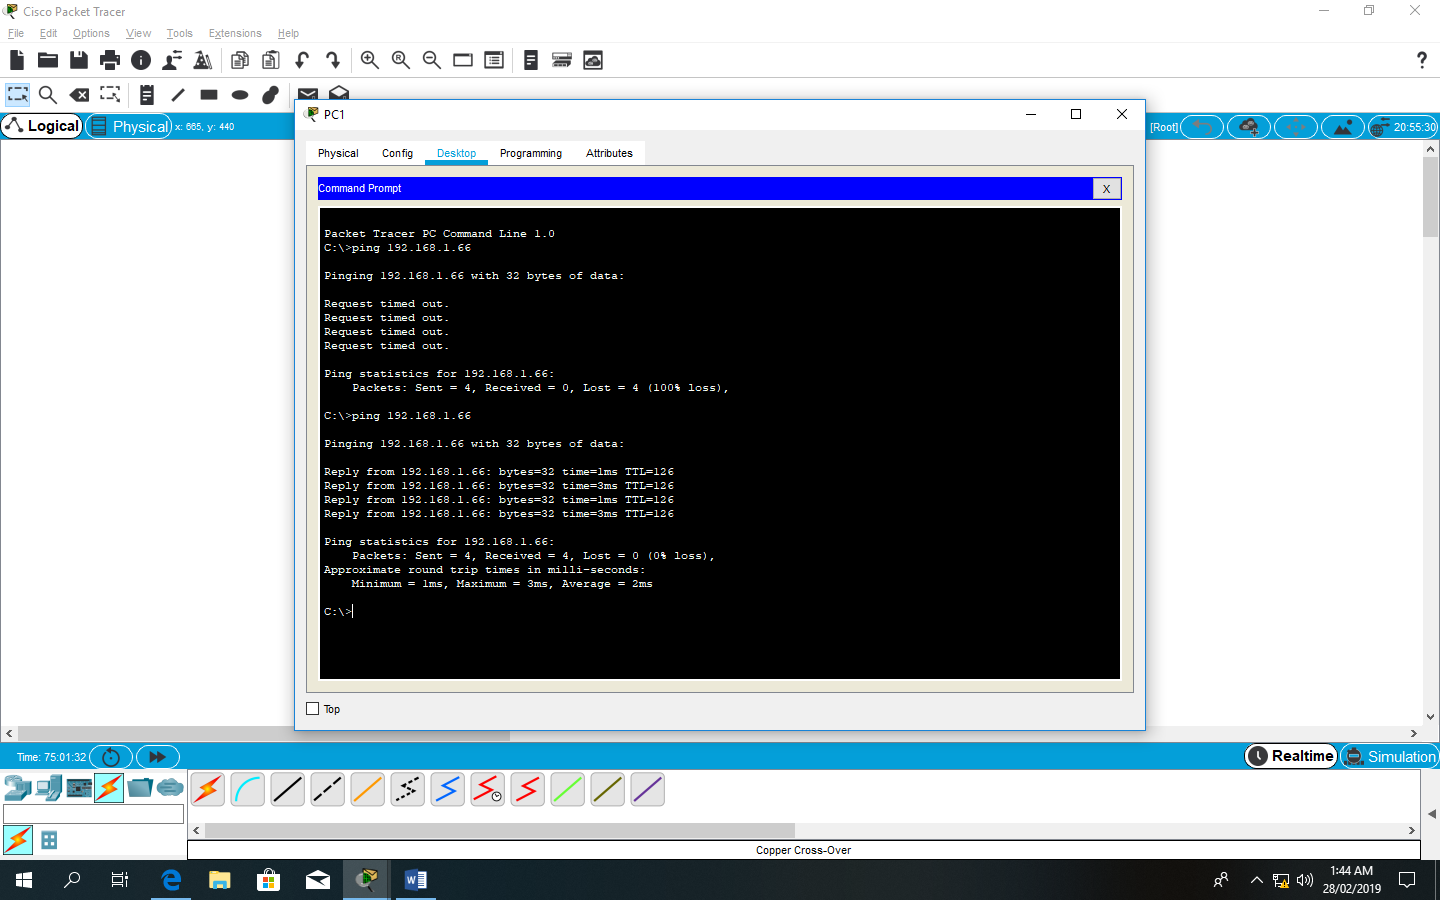 Cisco Packet Tracer
File Edit Options View Tools Extensions Help
?
Logical
Physical
x: 665, y: 440
[Root]
20:55:30
PC1
Physical Config Desktop Programming Attributes
Command Prompt
X
Packet Tracer PC Command Line 1.0
C:\>ping 192.168.1.66
Pinging 192.168.1.66 with 32 bytes of data:
Request timed out.
Request timed out.
Request timed out.
Request timed out.
Ping statistics for 192.168.1.66:
Packets: Sent = 4, Received = 0, Lost = 4 (100% loss),
C:\>ping 192.168.1.66
Pinging 192.168.1.66 with 32 bytes of data:
Reply from 192.168.1.66: bytes=32 time=1ms TTL=126
Reply from 192.168.1.66: bytes=32 time=3ms TTL=126
Reply from 192.168.1.66: bytes=32 time=1ms TTL=126
Reply from 192.168.1.66: bytes=32 time=3ms TTL=126
Ping statistics for 192.168.1.66:
Packets: Sent = 4, Received = 4, Lost = 0 (0% loss),
Approximate round trip times in milli-seconds:
Minimum = 1ms, Maximum = 3ms, Average = 2ms
C:\>
Top
Time: 75:01:32
Realtime
Simulation
Copper Cross-Over
1:44 AM
28/02/2019